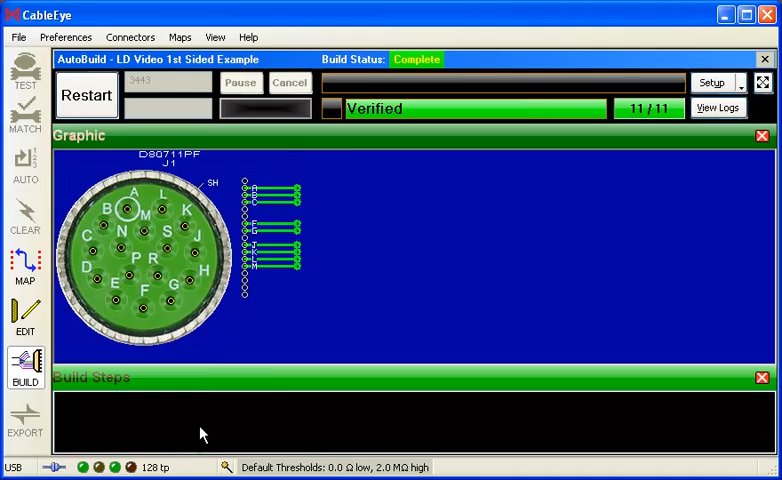 CableEye
File Preferences Connectors Maps View Help
AutoBuild - LD Video 1st Sided Example Build Status: Complete
TEST
MATCH
AUTO
CLEAR
MAP
EDIT
BUILD
EXPORT
Restart 3443 Pause Cancel Setup
Verified 11 / 11 View Logs
Graphic
D80711PF
J1
SH
A L
B M K
N S
C J
P R
D H
E F G
A
B
C
F
G
J
K
L
M
Build Steps
USB 128 tp Default Thresholds: 0.0 Ω low, 2.0 MΩ high